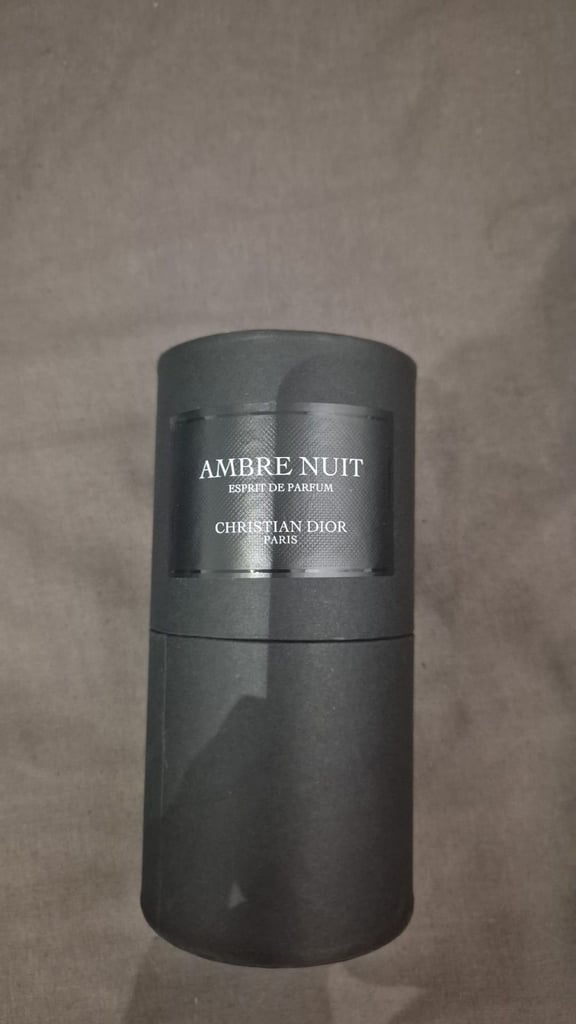 AMBRE NUIT
ESPRIT DE PARFUM
CHRISTIAN DIOR
PARIS